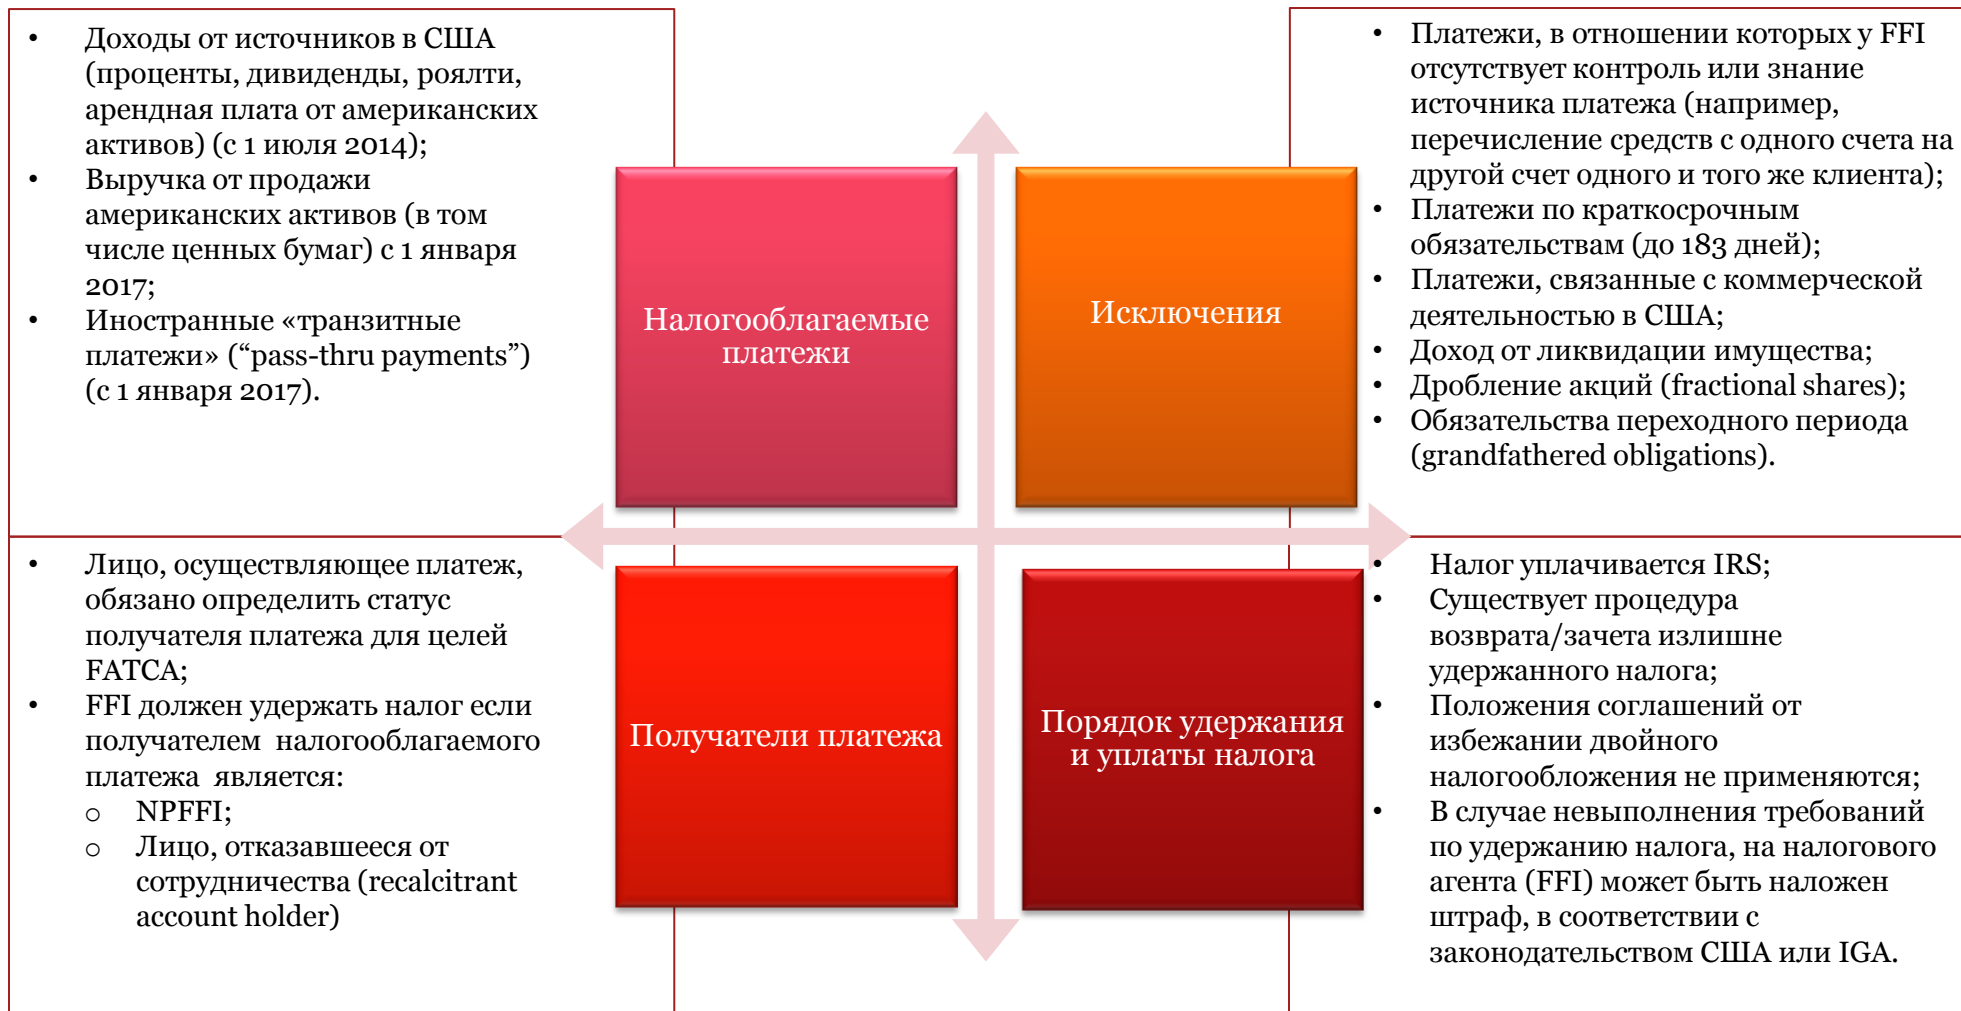 • Доходы от источников в США
(проценты, дивиденды, роялти,
арендная плата от американских
активов) (с 1 июля 2014);
• Выручка от продажи
американских активов (в том
числе ценных бумаг) с 1 января
2017;
• Иностранные «транзитные
платежи» (“pass-thru payments”)
(с 1 января 2017).
Налогооблагаемые
платежи
Исключения
• Платежи, в отношении которых у FFI
отсутствует контроль или знание
источника платежа (например,
перечисление средств с одного счета на
другой счет одного и того же клиента);
• Платежи по краткосрочным
обязательствам (до 183 дней);
• Платежи, связанные с коммерческой
деятельностью в США;
• Доход от ликвидации имущества;
• Дробление акций (fractional shares);
• Обязательства переходного периода
(grandfathered obligations).
• Лицо, осуществляющее платеж,
обязано определить статус
получателя платежа для целей
FATCA;
• FFI должен удержать налог если
получателем налогооблагаемого
платежа является:
o NPFFI;
o Лицо, отказавшееся от
сотрудничества (recalcitrant
account holder)
Получатели платежа
Порядок удержания
и уплаты налога
• Налог уплачивается IRS;
• Существует процедура
возврата/зачета излишне
удержанного налога;
• Положения соглашений от
избежании двойного
налогообложения не применяются;
• В случае невыполнения требований
по удержанию налога, на налогового
агента (FFI) может быть наложен
штраф, в соответствии с
законодательством США или IGA.